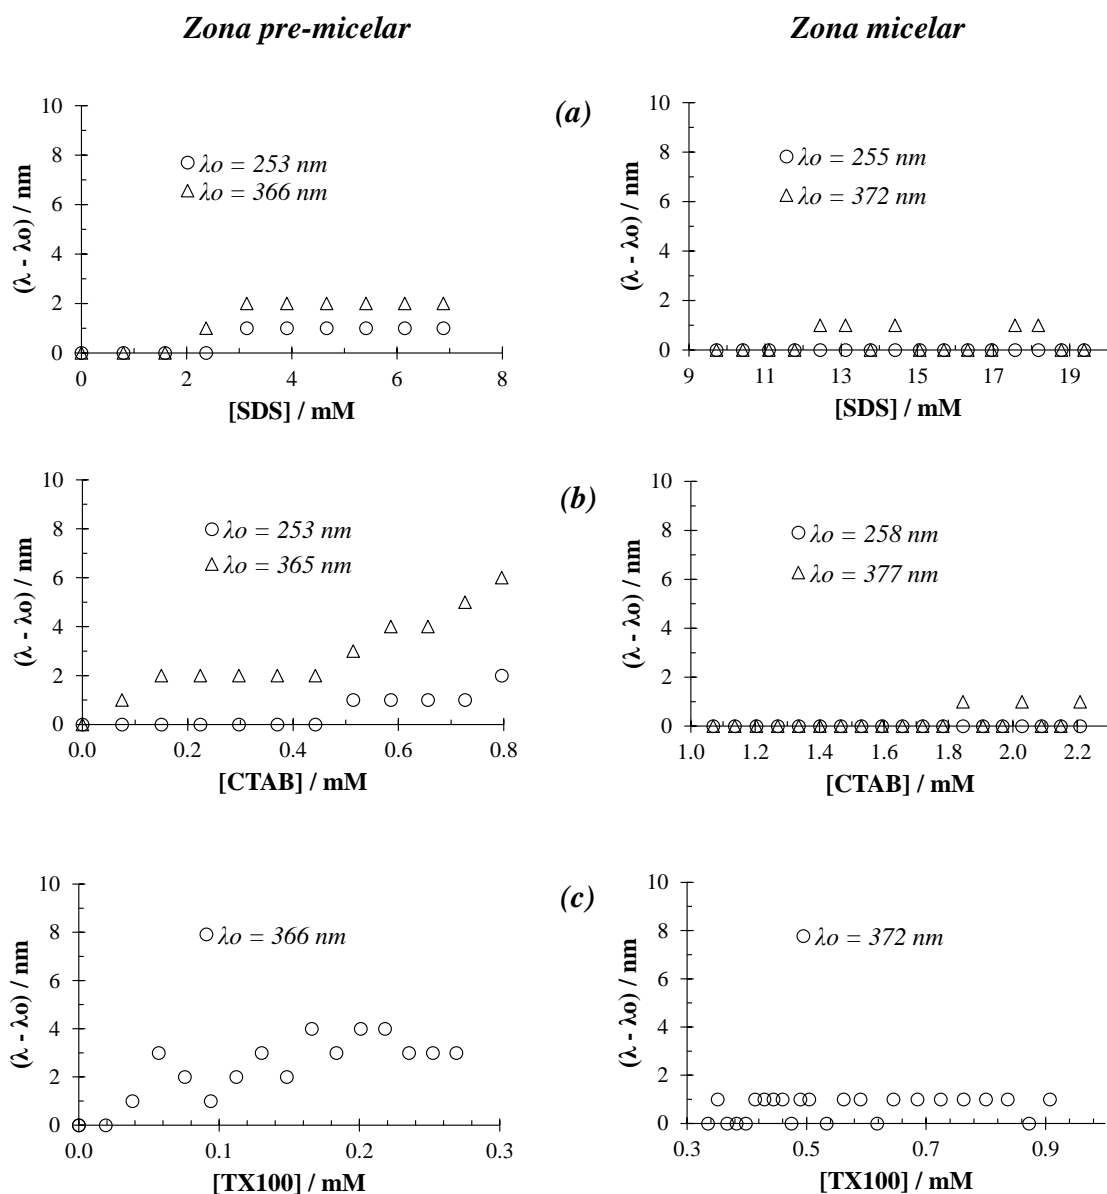 Zona pre-micelar
Zona micelar
(a)
10
8
6
4
2
0
(λ - λo) / nm
λo = 253 nm
λo = 366 nm
0 2 4 6 8
[SDS] / mM
10
8
6
4
2
0
(λ - λo) / nm
λo = 255 nm
λo = 372 nm
9 11 13 15 17 19
[SDS] / mM
(b)
10
8
6
4
2
0
(λ - λo) / nm
λo = 253 nm
λo = 365 nm
0.0 0.2 0.4 0.6 0.8
[CTAB] / mM
10
8
6
4
2
0
(λ - λo) / nm
λo = 258 nm
λo = 377 nm
1.0 1.2 1.4 1.6 1.8 2.0 2.2
[CTAB] / mM
(c)
10
8
6
4
2
0
(λ - λo) / nm
λo = 366 nm
0.0 0.1 0.2 0.3
[TX100] / mM
10
8
6
4
2
0
(λ - λo) / nm
λo = 372 nm
0.3 0.5 0.7 0.9
[TX100] / mM